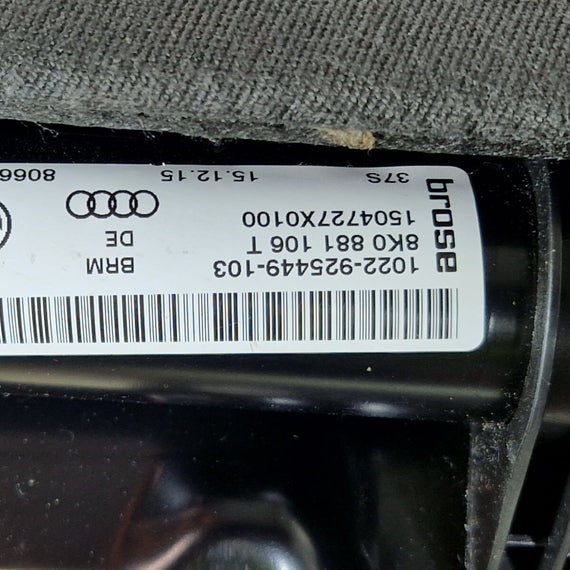 brose
1022-925449-103 BRM
8K0 881 106 T DE
1504727X0100
37S 15.12.15 8066